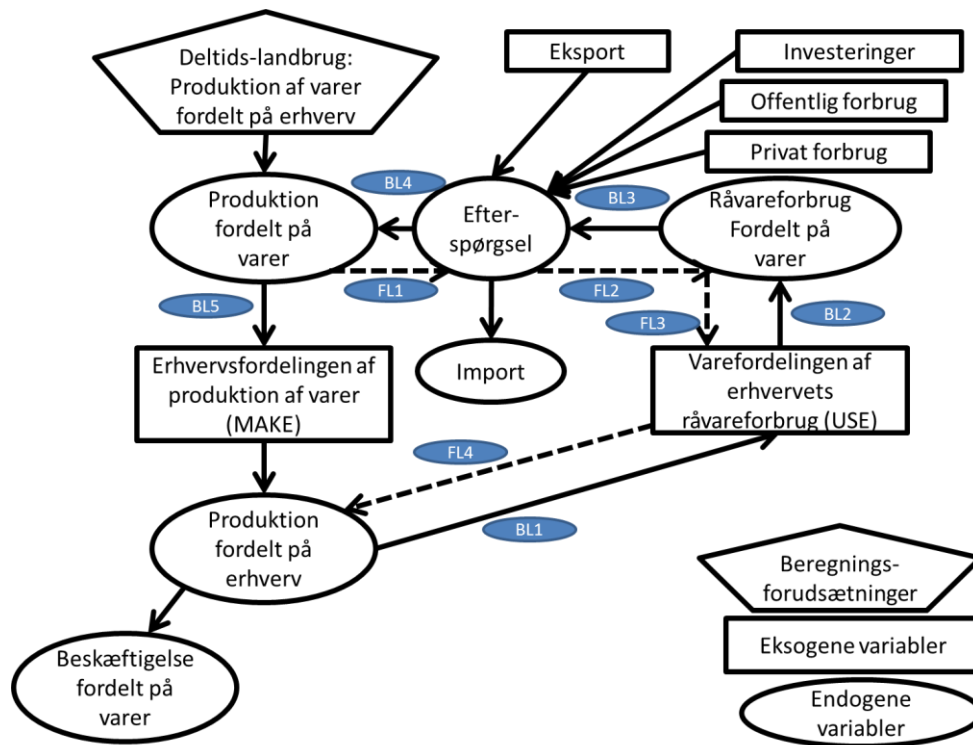 Deltids-landbrug:
Produktion af varer
fordelt på erhverv
Eksport
Investeringer
Offentlig forbrug
Privat forbrug
BL4
BL3
Produktion
fordelt på
varer
Efter-
spørgsel
Råvareforbrug
Fordelt på
varer
FL1
FL2
BL5
BL2
FL3
Erhvervsfordelingen af
produktion af varer
(MAKE)
Import
Varefordelingen af
erhvervets
råvareforbrug (USE)
FL4
BL1
Produktion
fordelt på
erhverv
Beregnings-
forudsætninger
Eksogene variabler
Beskæftigelse
fordelt på
varer
Endogene
variabler